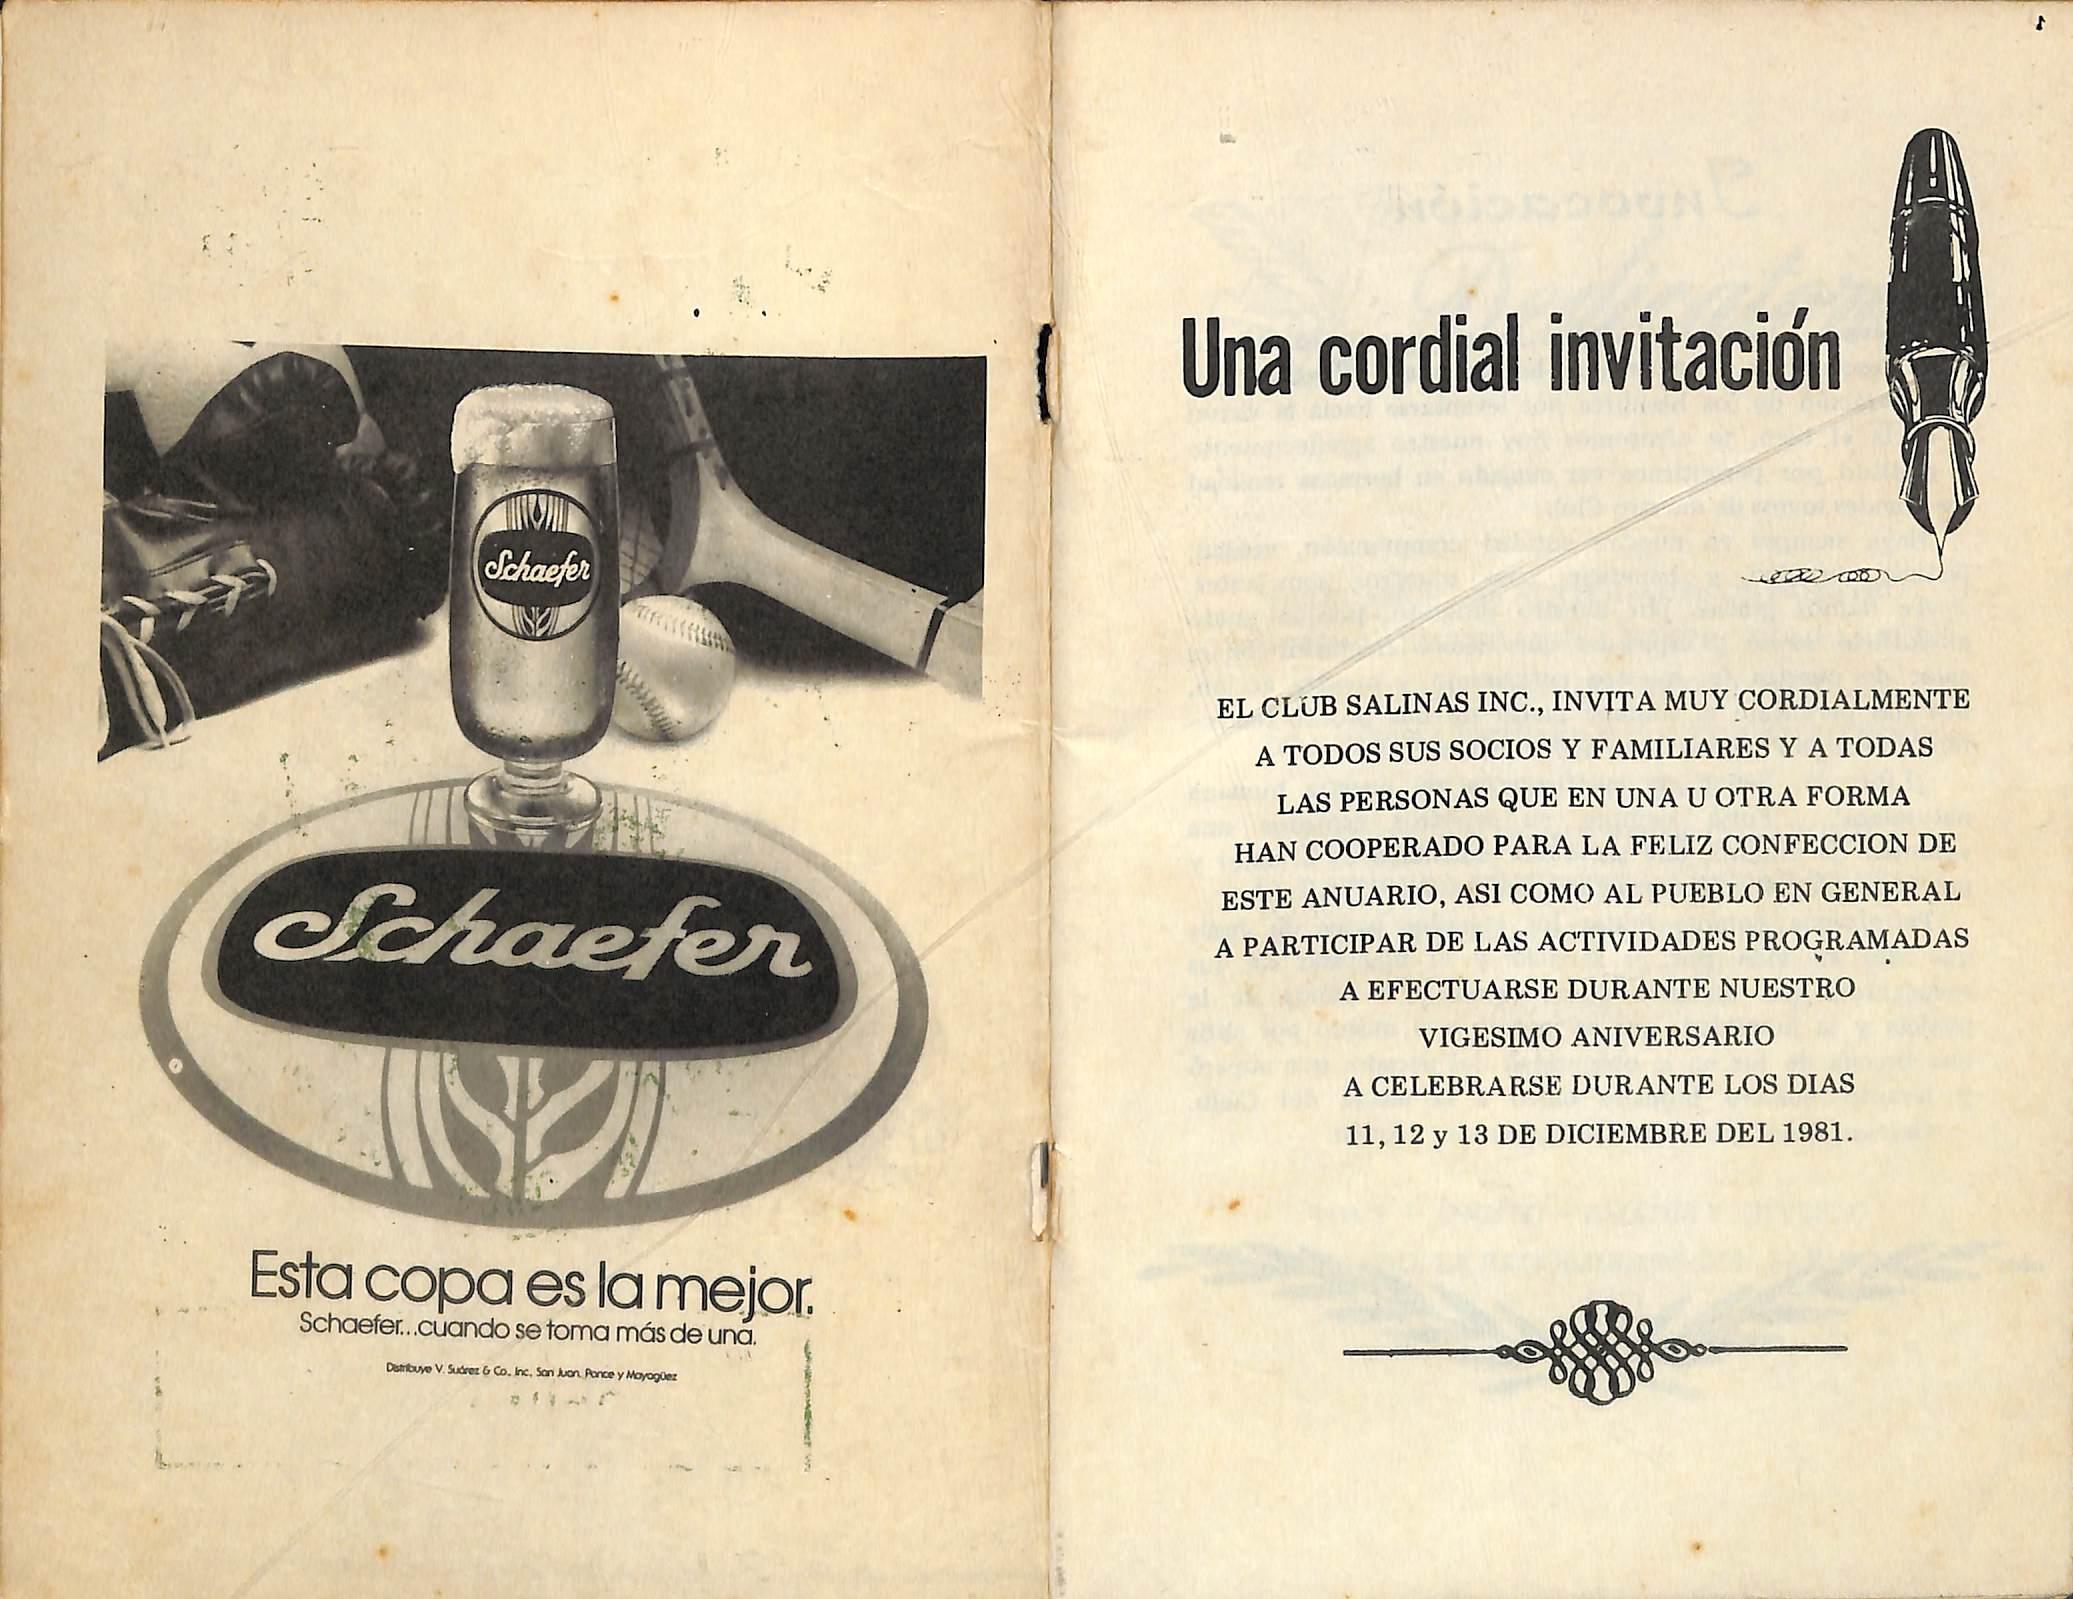 Schaefer
Schaefer
Esta copa es la mejor.
Schaefer...cuando se toma más de una.
Distribuye V. Suárez & Co., Inc., San Juan, Ponce y Mayagüez
1
Una cordial invitación
EL CLUB SALINAS INC., INVITA MUY CORDIALMENTE
A TODOS SUS SOCIOS Y FAMILIARES Y A TODAS
LAS PERSONAS QUE EN UNA U OTRA FORMA
HAN COOPERADO PARA LA FELIZ CONFECCION DE
ESTE ANUARIO, ASI COMO AL PUEBLO EN GENERAL
A PARTICIPAR DE LAS ACTIVIDADES PROGRAMADAS
A EFECTUARSE DURANTE NUESTRO
VIGESIMO ANIVERSARIO
A CELEBRARSE DURANTE LOS DIAS
11, 12 y 13 DE DICIEMBRE DEL 1981.